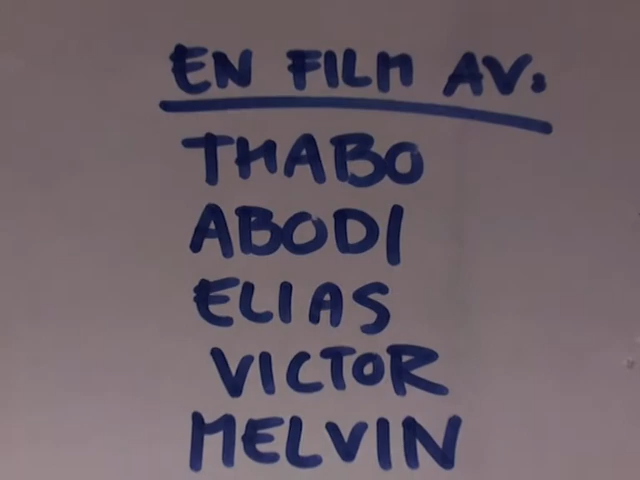 EN FILM AV:
THABO
ABODI
ELIAS
VICTOR
MELVIN